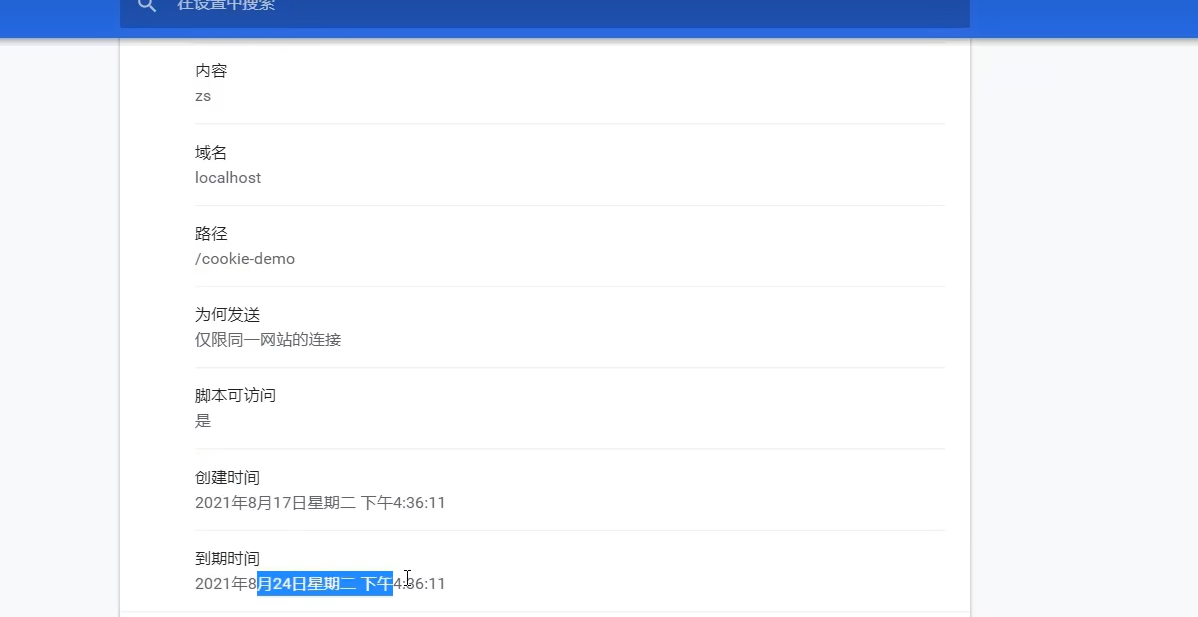 在设置中搜索
内容
zs
域名
localhost
路径
/cookie-demo
为何发送
仅限同一网站的连接
脚本可访问
是
创建时间
2021年8月17日星期二 下午4:36:11
到期时间
2021年8月24日星期二 下午4:36:11